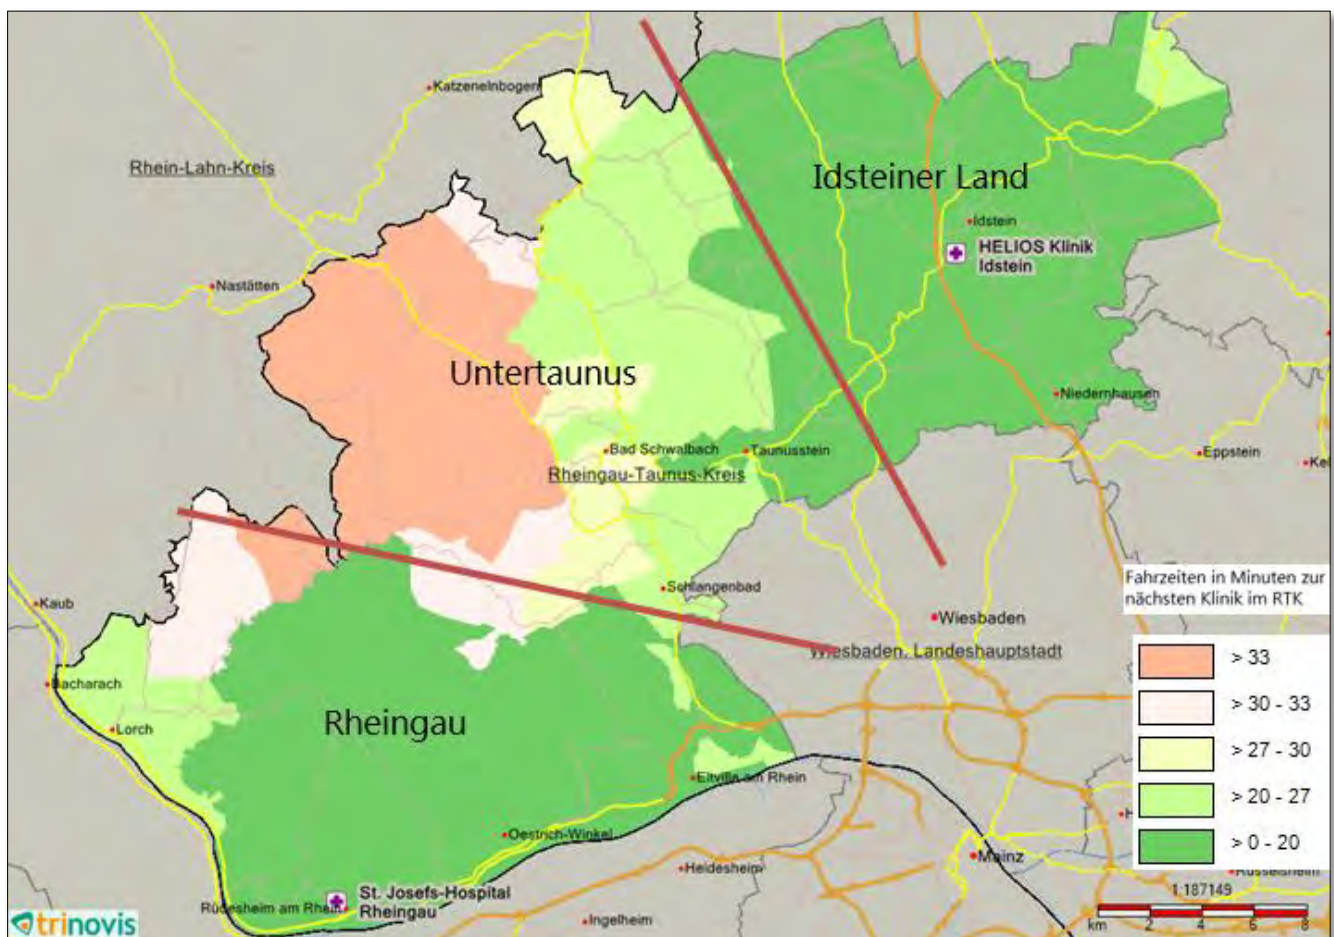 Katzenelnbogen
Rhein-Lahn-Kreis
Idsteiner Land
Idstein
HELIOS Klinik
Idstein
Nastätten
Untertaunus
Niedernhausen
Bad Schwalbach
Taunusstein
Eppstein
Rheingau-Taunus-Kreis
Fahrzeiten in Minuten zur
nächsten Klinik im RTK
Schlangenbad
Kaub
Wiesbaden
Wiesbaden, Landeshauptstadt
> 33
Bacharach
> 30 - 33
Lorch
Rheingau
> 27 - 30
Eltville am Rhein
> 20 - 27
Oestrich-Winkel
> 0 - 20
Mainz
Heidesheim
Rüsselsheim
1:187149
St. Josefs-Hospital
Rheingau
Rüdesheim am Rhein
Ingelheim
km 2 4 6 8
trinovis